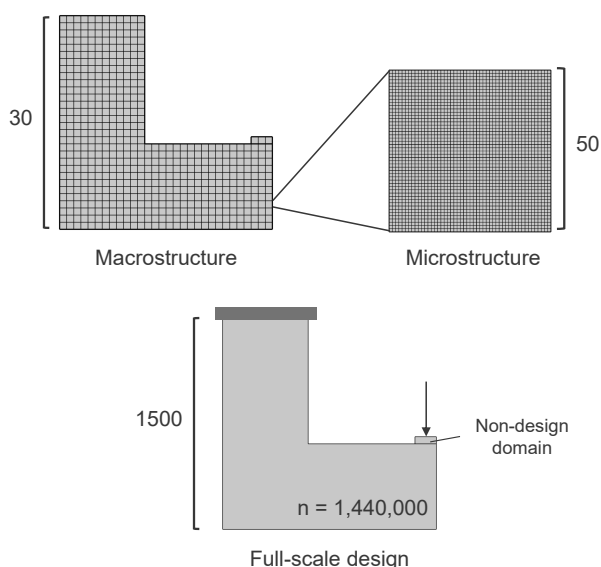 30
50
Macrostructure
Microstructure
1500
Non-design
domain
n = 1,440,000
Full-scale design